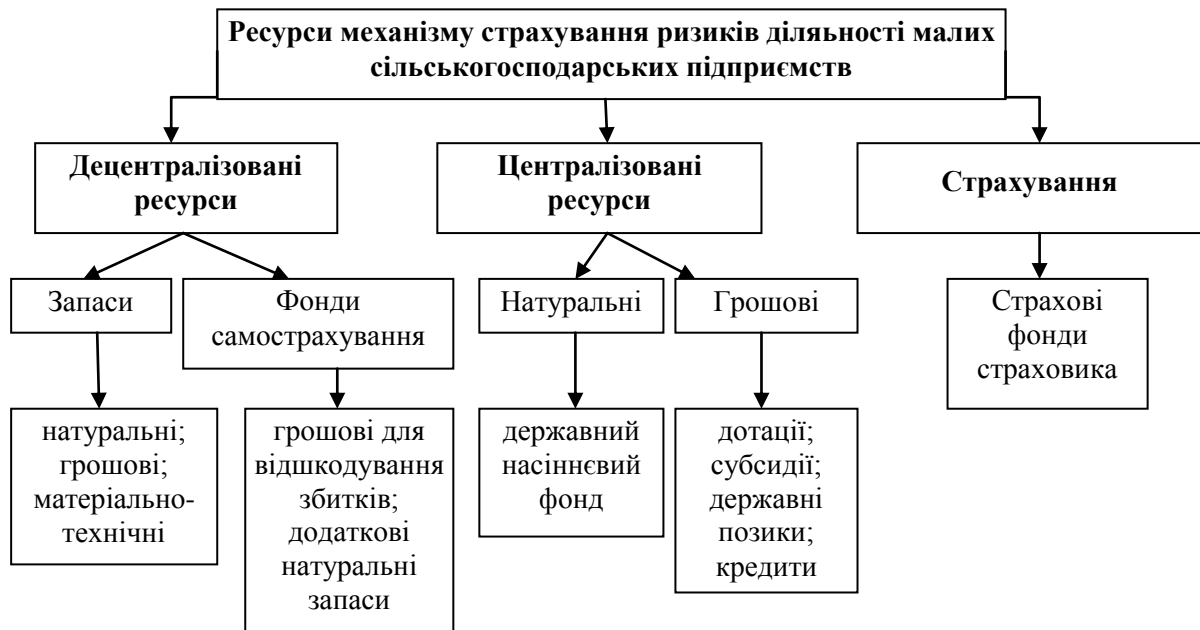 Ресурси механізму страхування ризиків діляьності малих
сільськогосподарських підприємств
Децентралізовані
ресурси
Централізовані
ресурси
Страхування
Запаси
Фонди
самострахування
Натуральні
Грошові
Страхові
фонди
страховика
натуральні;
грошові;
матеріально-
технічні
грошові для
відшкодування
збитків;
додаткові
натуральні
запаси
державний
насіннєвий
фонд
дотації;
субсидії;
державні
позики;
кредити